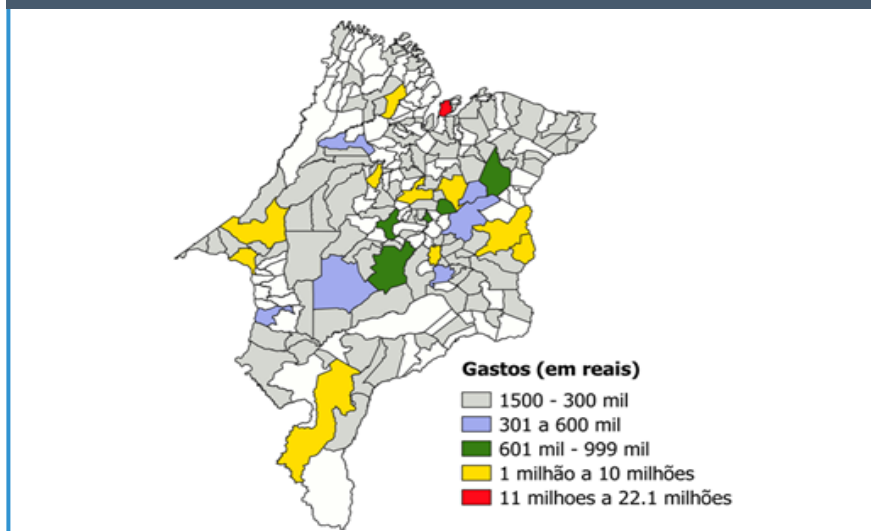 Gastos (em reais)
1500 - 300 mil
301 a 600 mil
601 mil - 999 mil
1 milhão a 10 milhões
11 milhoes a 22.1 milhões